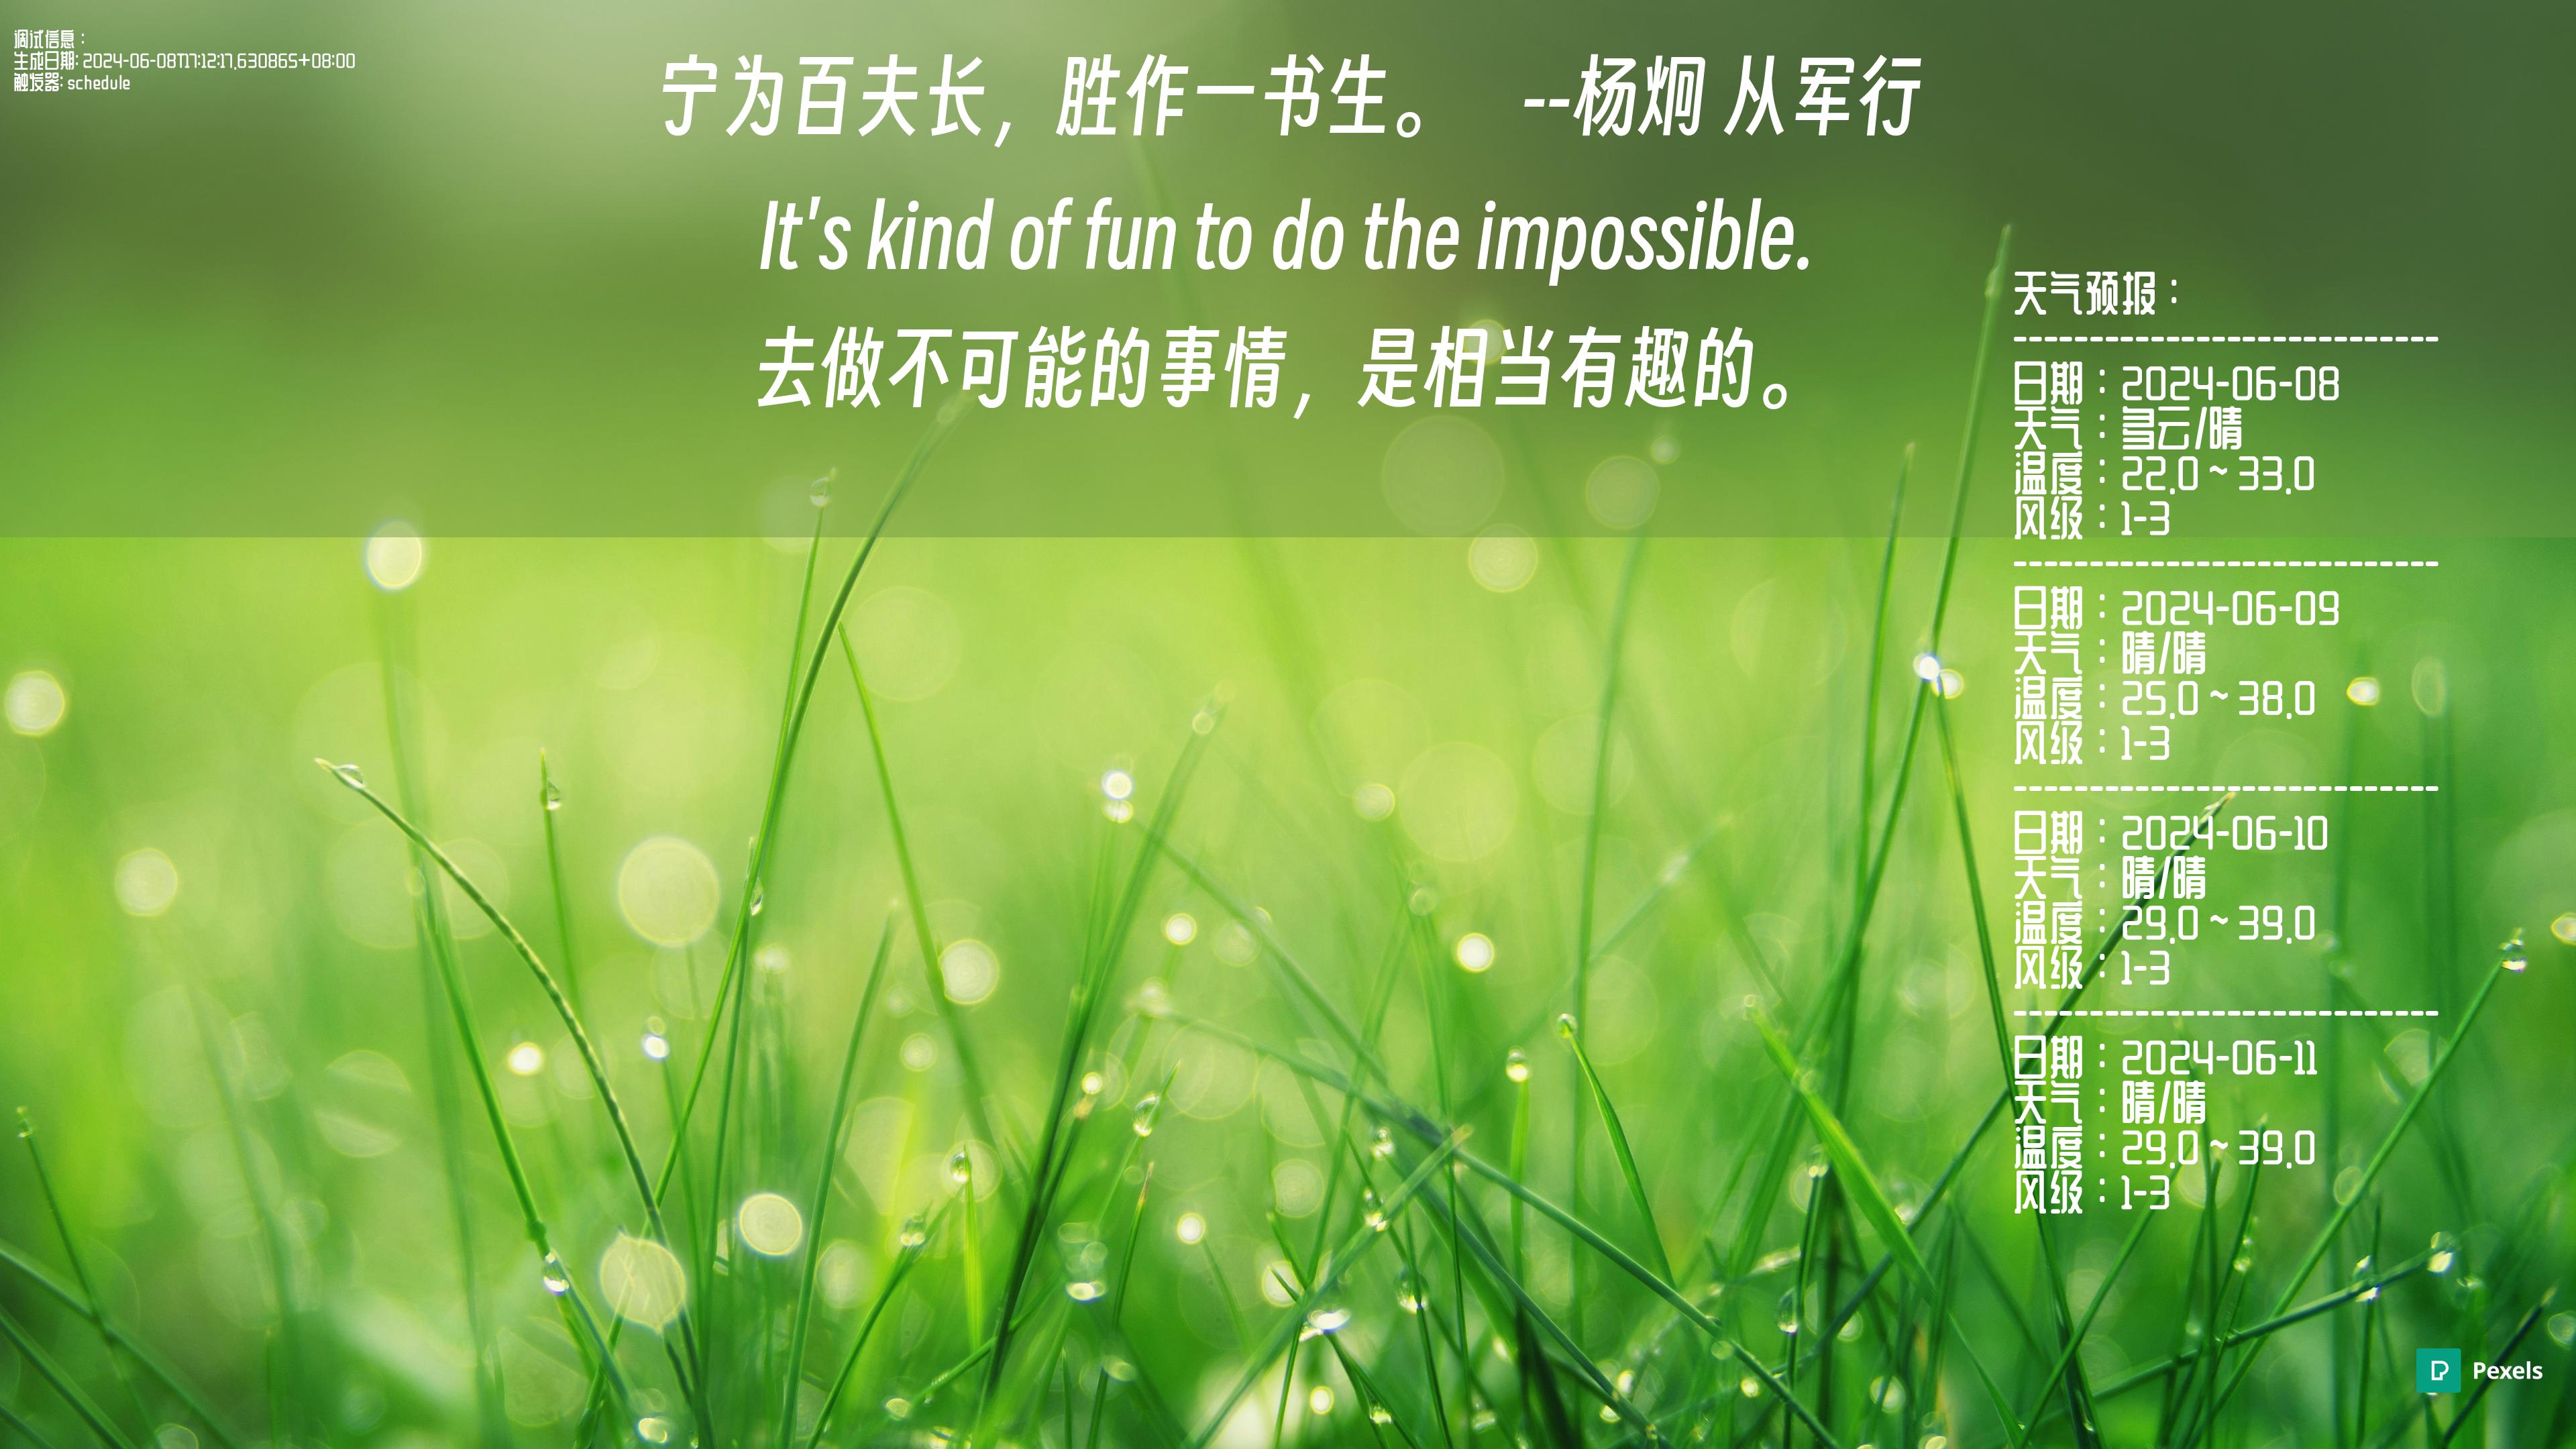 调试信息：
生成日期: 2024-06-08T17:12:17.630865+08:00
触发器: schedule
宁为百夫长，胜作一书生。 --杨炯 从军行
It's kind of fun to do the impossible.
去做不可能的事情，是相当有趣的。
天气预报：
----------------------------
日期：2024-06-08
天气：多云/晴
温度：22.0 ~ 33.0
风级：1-3
----------------------------
日期：2024-06-09
天气：晴/晴
温度：25.0 ~ 38.0
风级：1-3
----------------------------
日期：2024-06-10
天气：晴/晴
温度：29.0 ~ 39.0
风级：1-3
----------------------------
日期：2024-06-11
天气：晴/晴
温度：29.0 ~ 39.0
风级：1-3
Pexels